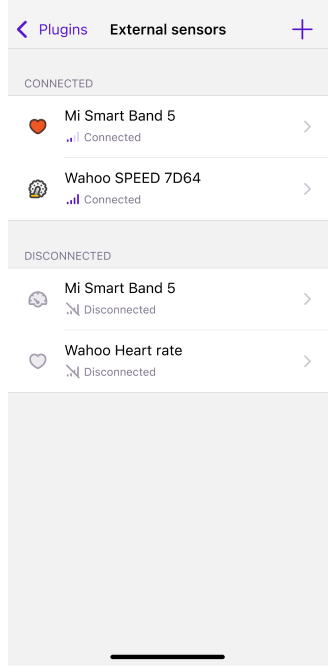 Plugins External sensors
CONNECTED
Mi Smart Band 5
Connected
Wahoo SPEED 7D64
Connected
DISCONNECTED
Mi Smart Band 5
Disconnected
Wahoo Heart rate
Disconnected